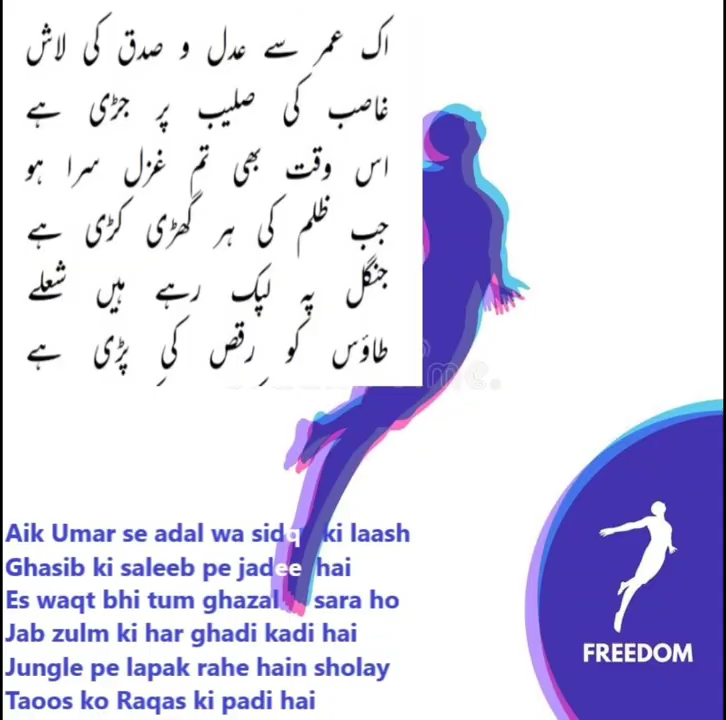 اک عمر سے عدل و صدق کی لاش
غاصب کی صلیب پر جڑی ہے
اس وقت بھی تم غزل سرا ہو
جب ظلم کی ہر گھڑی کڑی ہے
جنگل پہ لپک رہے ہیں شعلے
طاؤس کو رقص کی پڑی ہے
me.
FREEDOM
Aik Umar se adal wa sidq ki laash
Ghasib ki saleeb pe jadee hai
Es waqt bhi tum ghazal sara ho
Jab zulm ki har ghadi kadi hai
Jungle pe lapak rahe hain sholay
Taoos ko Raqas ki padi hai